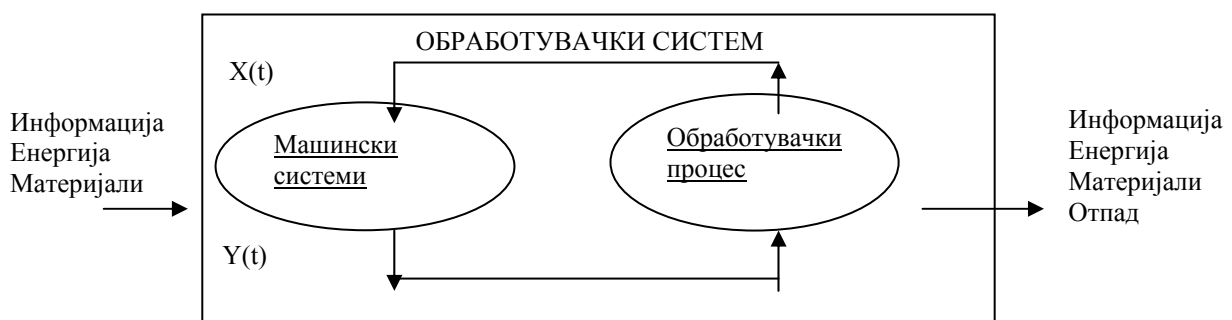 ОБРАБОТУВАЧКИ СИСТЕМ
X(t)
Информација
Енергија
Материјали
Машински
системи
Обработувачки
процес
Информација
Енергија
Материјали
Отпад
Y(t)